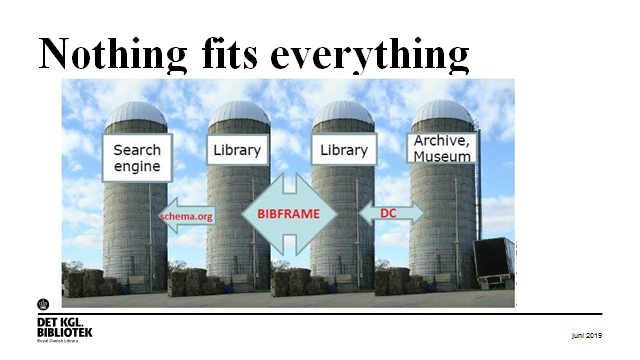 Nothing fits everything
Search
engine
Library
Library
Archive,
Museum
schema.org
BIBFRAME
DC
DET KGL.
BIBLIOTEK
Royal Danish Library
juni 2019